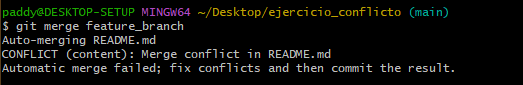 paddy@DESKTOP-SETUP MINGW64 ~/Desktop/ejercicio_conflicto (main)
$ git merge feature_branch
Auto-merging README.md
CONFLICT (content): Merge conflict in README.md
Automatic merge failed; fix conflicts and then commit the result.